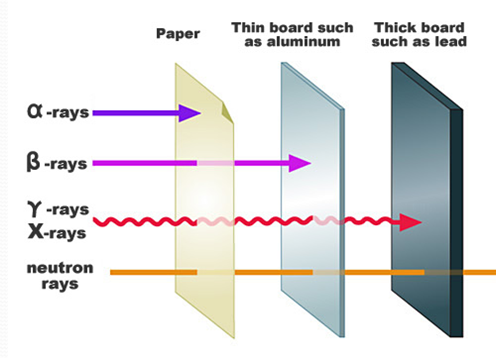 Paper
Thin board such
as aluminum
Thick board
such as lead
α-rays
β-rays
γ-rays
X-rays
neutron
rays